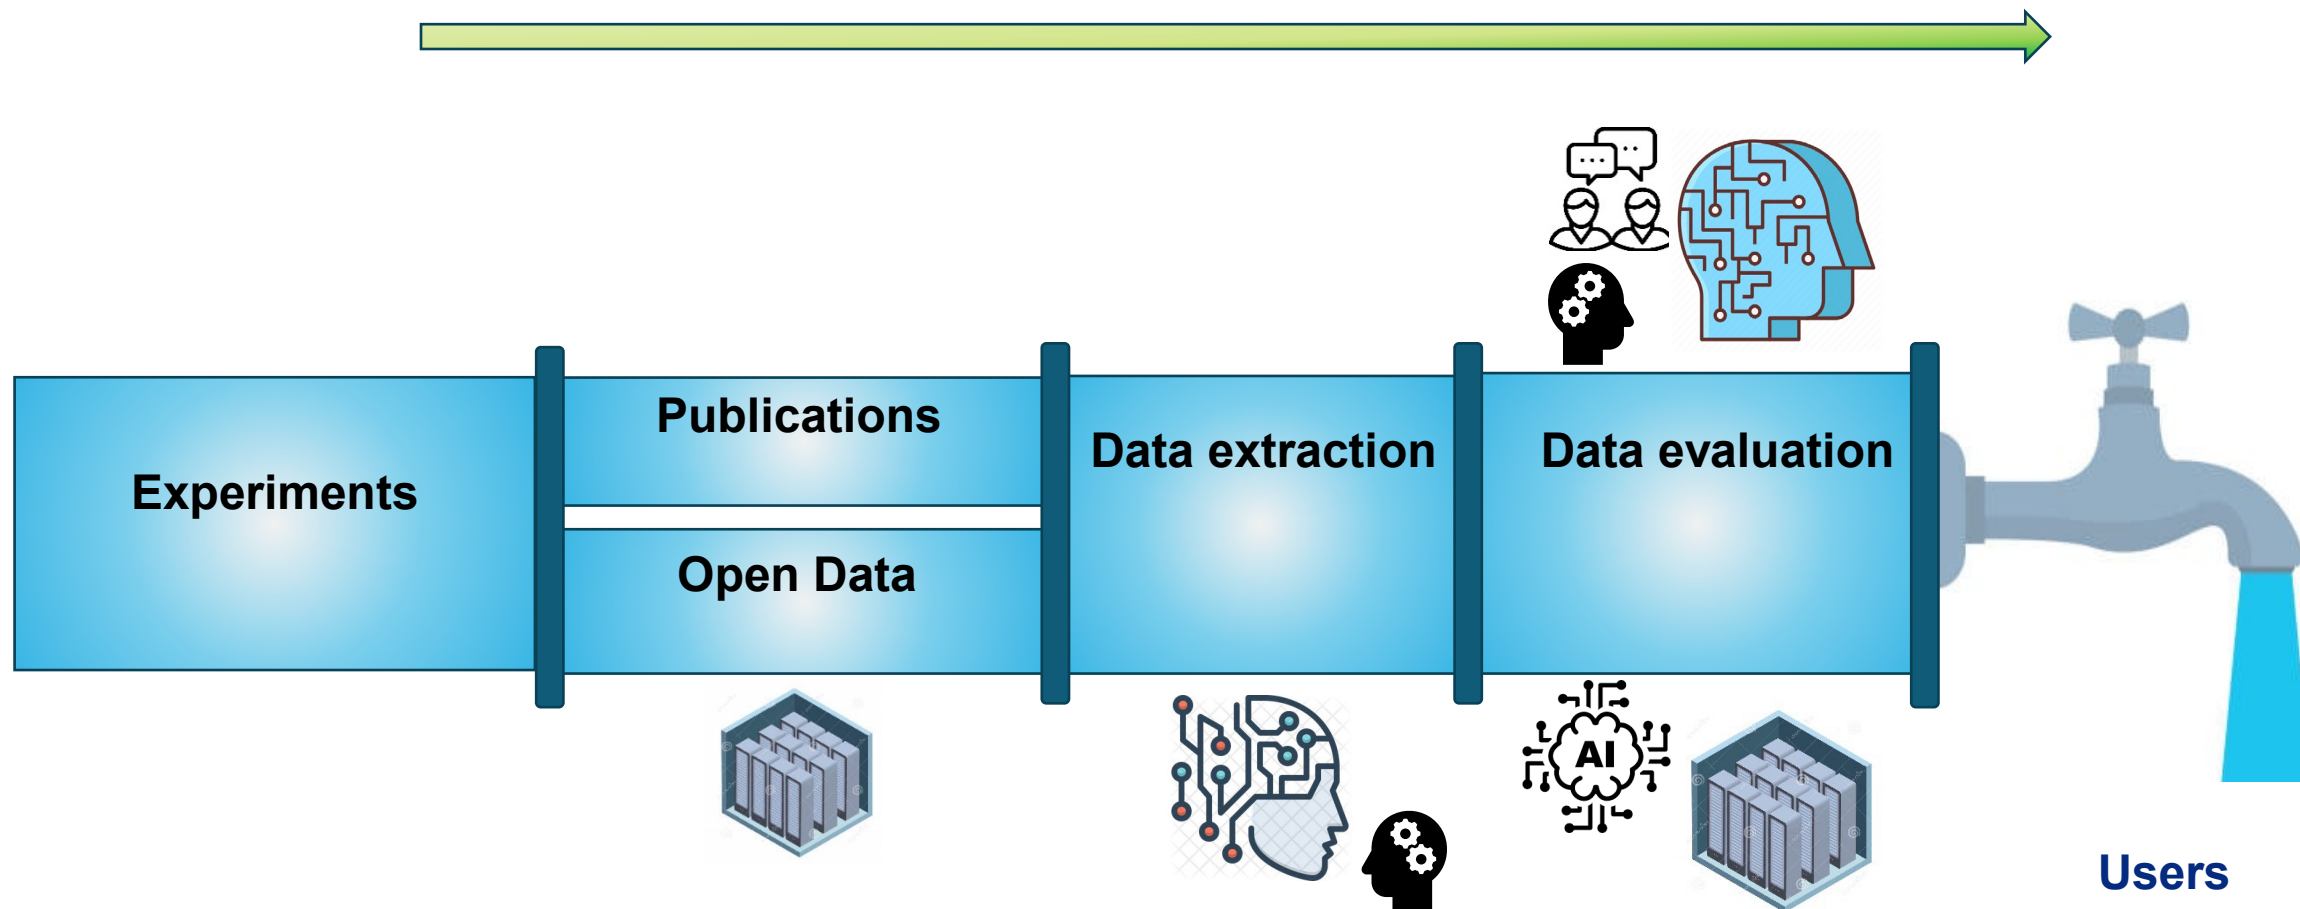 Experiments
Publications
Open Data
Data extraction
Data evaluation
AI
Users